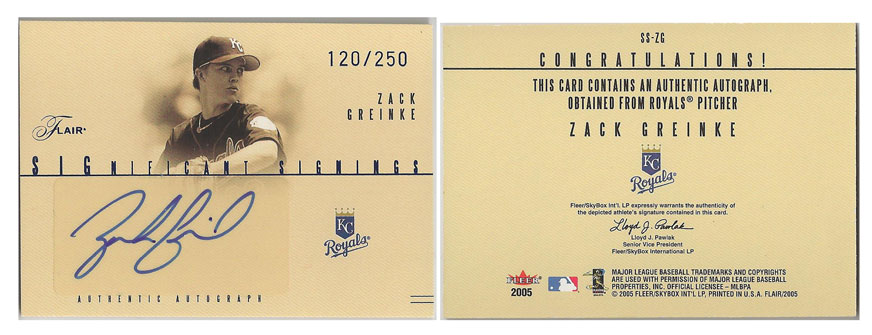 KC
120/250
ZACK
GREINKE
FLAIR
SIGNIFICANT SIGNINGS
KC
Royals
AUTHENTIC AUTOGRAPH
SS-ZG
CONGRATULATIONS!
THIS CARD CONTAINS AN AUTHENTIC AUTOGRAPH,
OBTAINED FROM ROYALS® PITCHER
ZACK GREINKE
KC
Royals
Fleer/SkyBox Int'l. LP expressly warrants the authenticity of
the depicted athlete's signature contained in this card.
Lloyd J. Pawlak
Lloyd J. Pawlak
Senior Vice President
Fleer/SkyBox International LP
FLEER
2005
MAJOR LEAGUE BASEBALL TRADEMARKS AND COPYRIGHTS
ARE USED WITH PERMISSION OF MAJOR LEAGUE BASEBALL
PROPERTIES, INC. OFFICIAL LICENSEE – MLBPA
© 2005 FLEER/SKYBOX INT'L LP, PRINTED IN U.S.A. FLAIR/2005